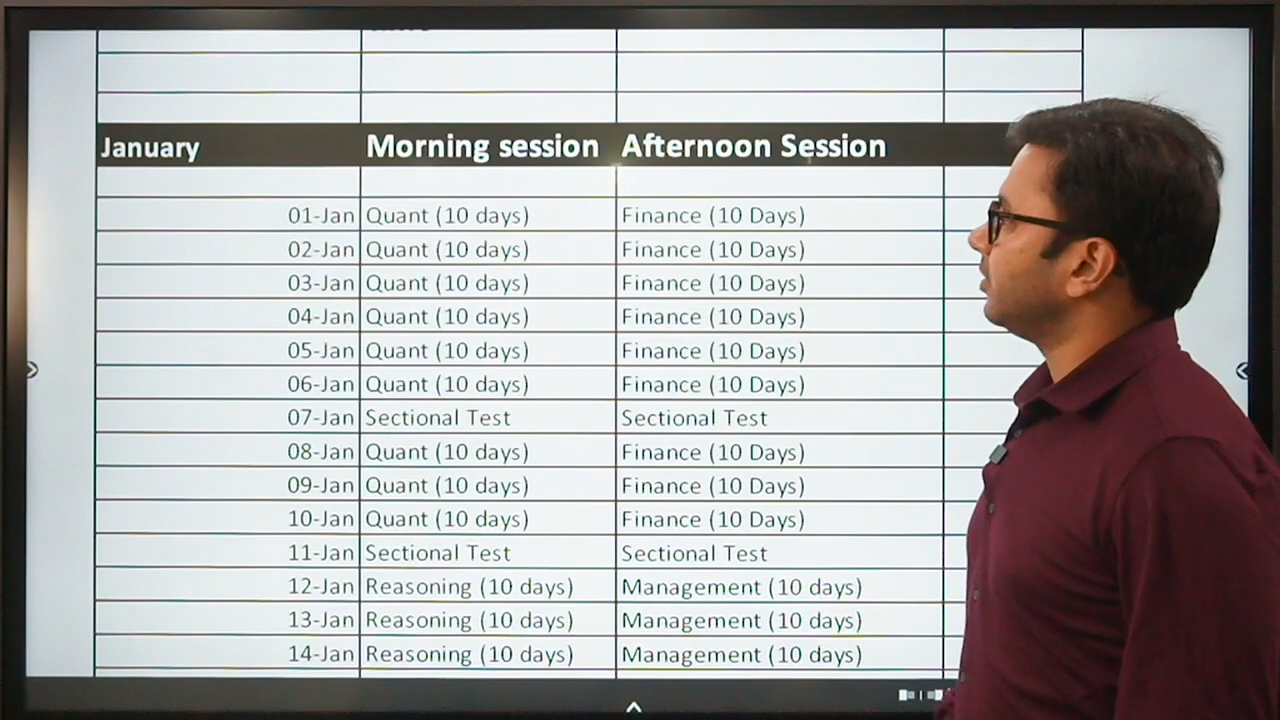 January Morning session Afternoon Session
01-Jan Quant (10 days) Finance (10 Days)
02-Jan Quant (10 days) Finance (10 Days)
03-Jan Quant (10 days) Finance (10 Days)
04-Jan Quant (10 days) Finance (10 Days)
05-Jan Quant (10 days) Finance (10 Days)
06-Jan Quant (10 days) Finance (10 Days)
07-Jan Sectional Test Sectional Test
08-Jan Quant (10 days) Finance (10 Days)
09-Jan Quant (10 days) Finance (10 Days)
10-Jan Quant (10 days) Finance (10 Days)
11-Jan Sectional Test Sectional Test
12-Jan Reasoning (10 days) Management (10 days)
13-Jan Reasoning (10 days) Management (10 days)
14-Jan Reasoning (10 days) Management (10 days)